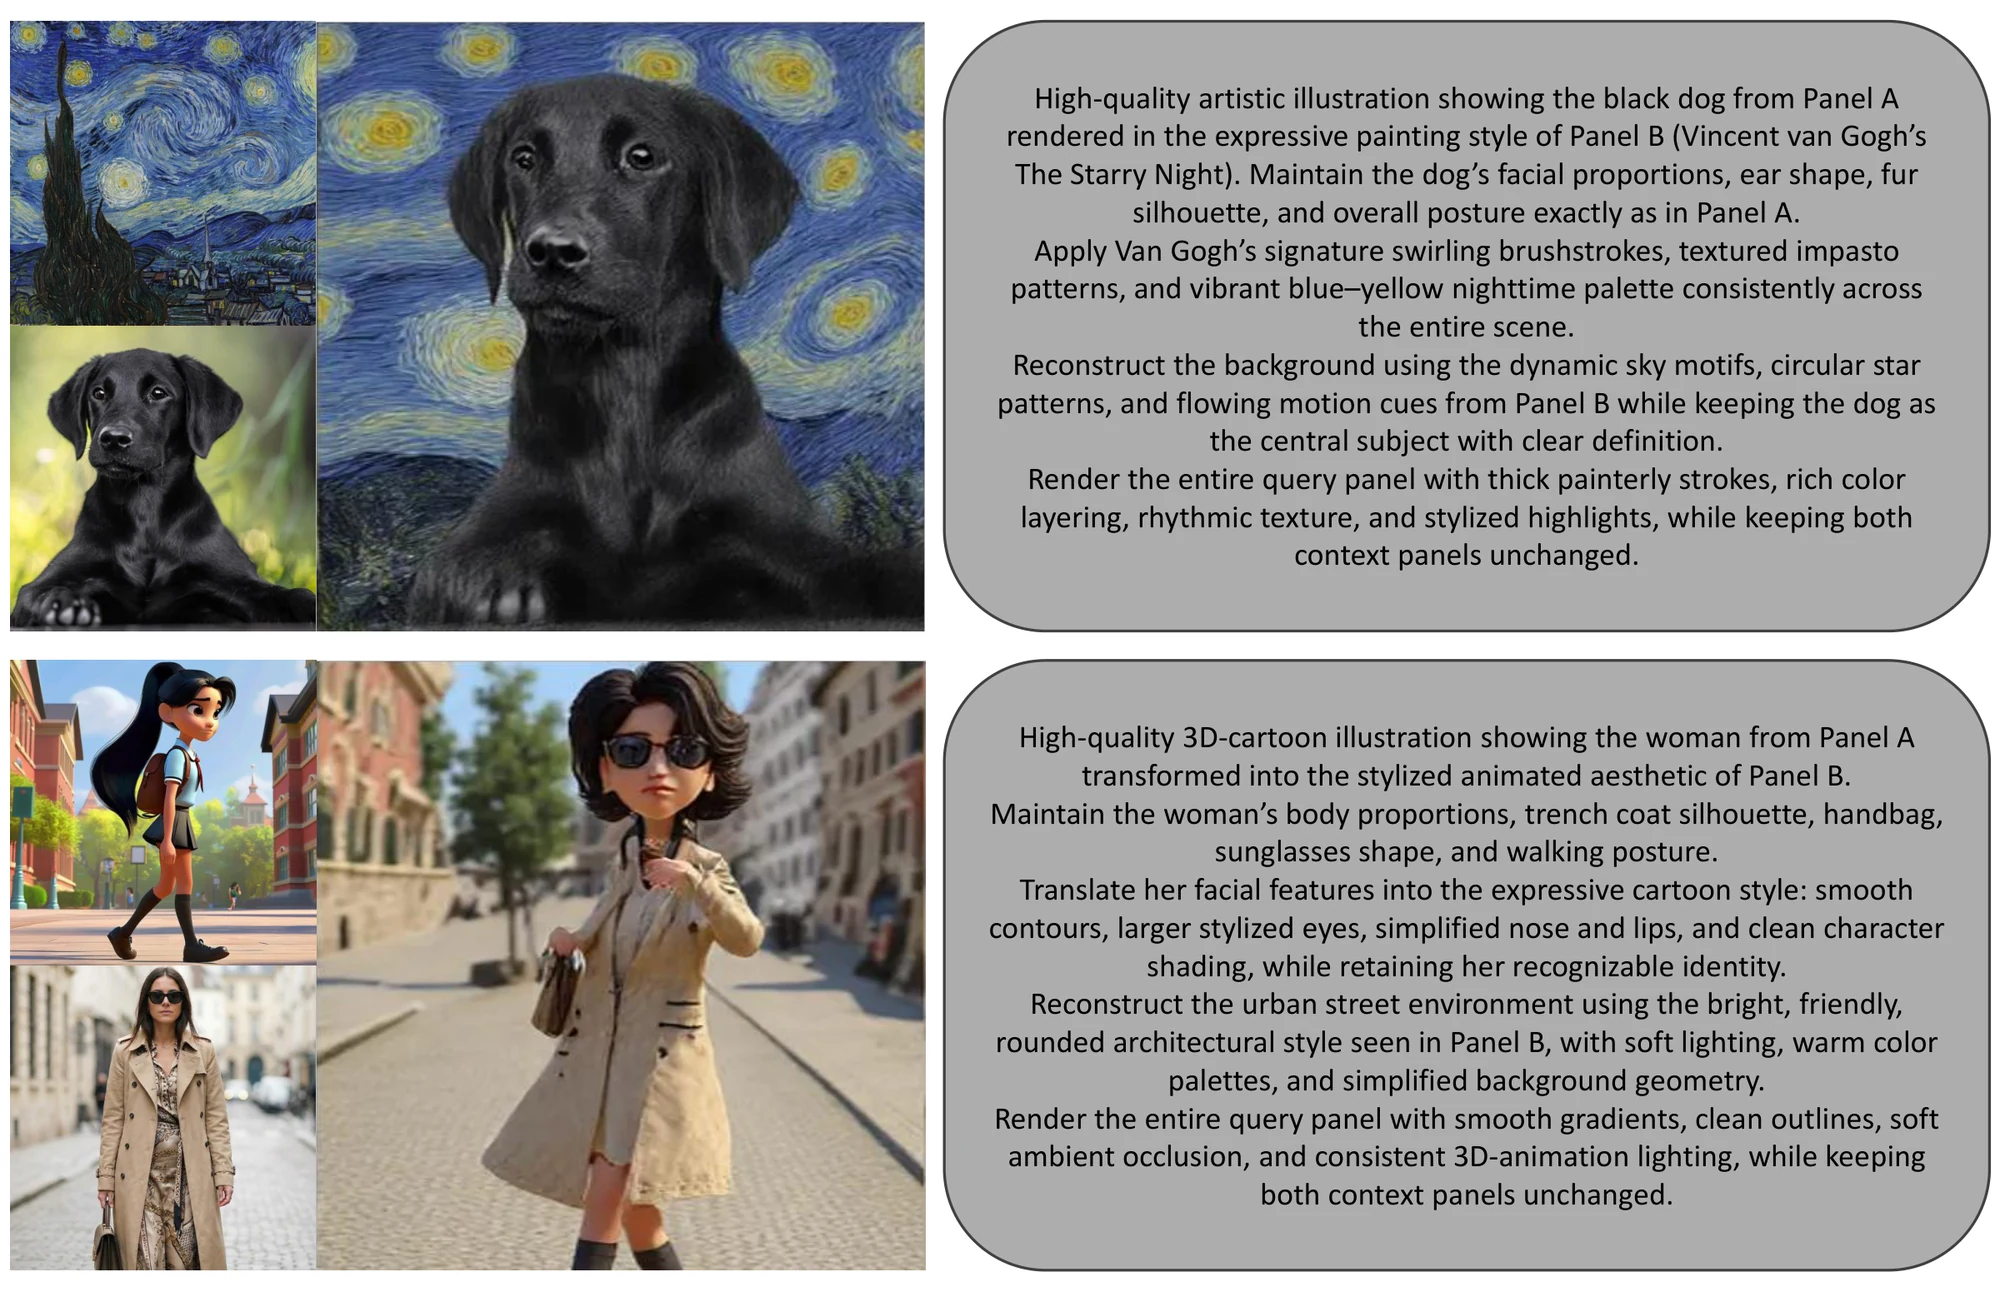 High-quality artistic illustration showing the black dog from Panel A
rendered in the expressive painting style of Panel B (Vincent van Gogh’s
The Starry Night). Maintain the dog’s facial proportions, ear shape, fur
silhouette, and overall posture exactly as in Panel A.
Apply Van Gogh’s signature swirling brushstrokes, textured impasto
patterns, and vibrant blue–yellow nighttime palette consistently across
the entire scene.
Reconstruct the background using the dynamic sky motifs, circular star
patterns, and flowing motion cues from Panel B while keeping the dog as
the central subject with clear definition.
Render the entire query panel with thick painterly strokes, rich color
layering, rhythmic texture, and stylized highlights, while keeping both
context panels unchanged.
High-quality 3D-cartoon illustration showing the woman from Panel A
transformed into the stylized animated aesthetic of Panel B.
Maintain the woman’s body proportions, trench coat silhouette, handbag,
sunglasses shape, and walking posture.
Translate her facial features into the expressive cartoon style: smooth
contours, larger stylized eyes, simplified nose and lips, and clean character
shading, while retaining her recognizable identity.
Reconstruct the urban street environment using the bright, friendly,
rounded architectural style seen in Panel B, with soft lighting, warm color
palettes, and simplified background geometry.
Render the entire query panel with smooth gradients, clean outlines, soft
ambient occlusion, and consistent 3D-animation lighting, while keeping
both context panels unchanged.